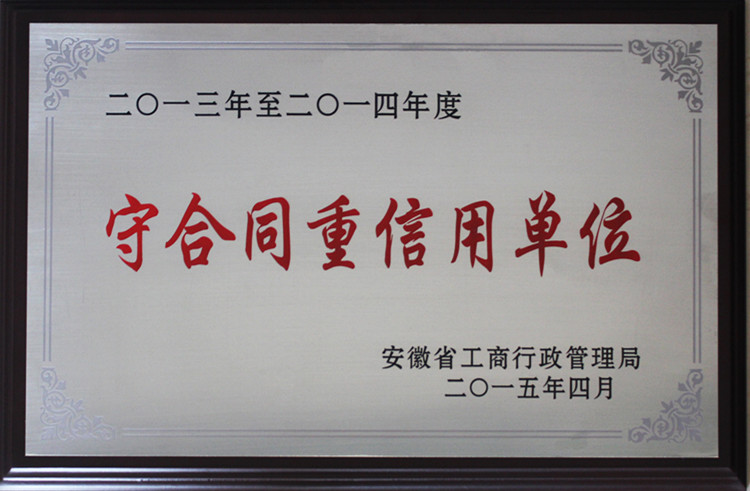 二〇一三年至二〇一四年度
守合同重信用单位
安徽省工商行政管理局
二〇一五年四月